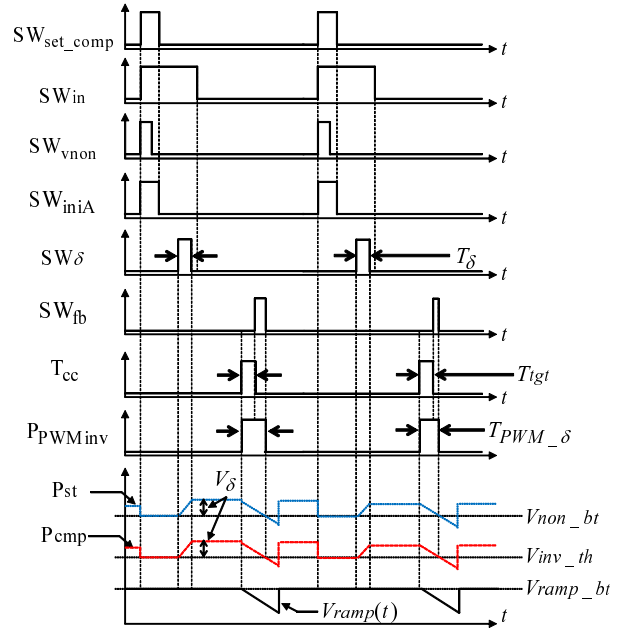 SWset_comp
t
SWin
t
SWvnon
t
SWiniA
t
SWδ
Tδ
t
SWfb
t
Tcc
Ttgt
t
PPWMinv
TPWM_δ
t
Pst
Vδ
Vnon_bt
Pcmp
Vinv_th
Vramp_bt
Vramp(t)
t